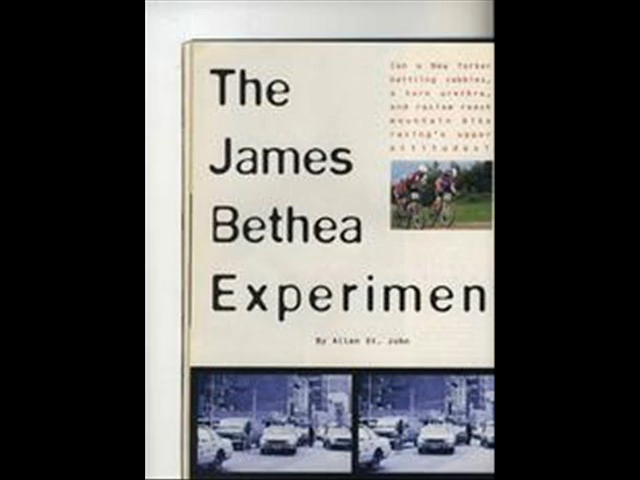 The
James
Bethea
Experimen
Can a New Yorker
battling cobbles,
a torn urethra,
and racism reach
mountain bike
racing's upper
altitudes?
By Allen St. John